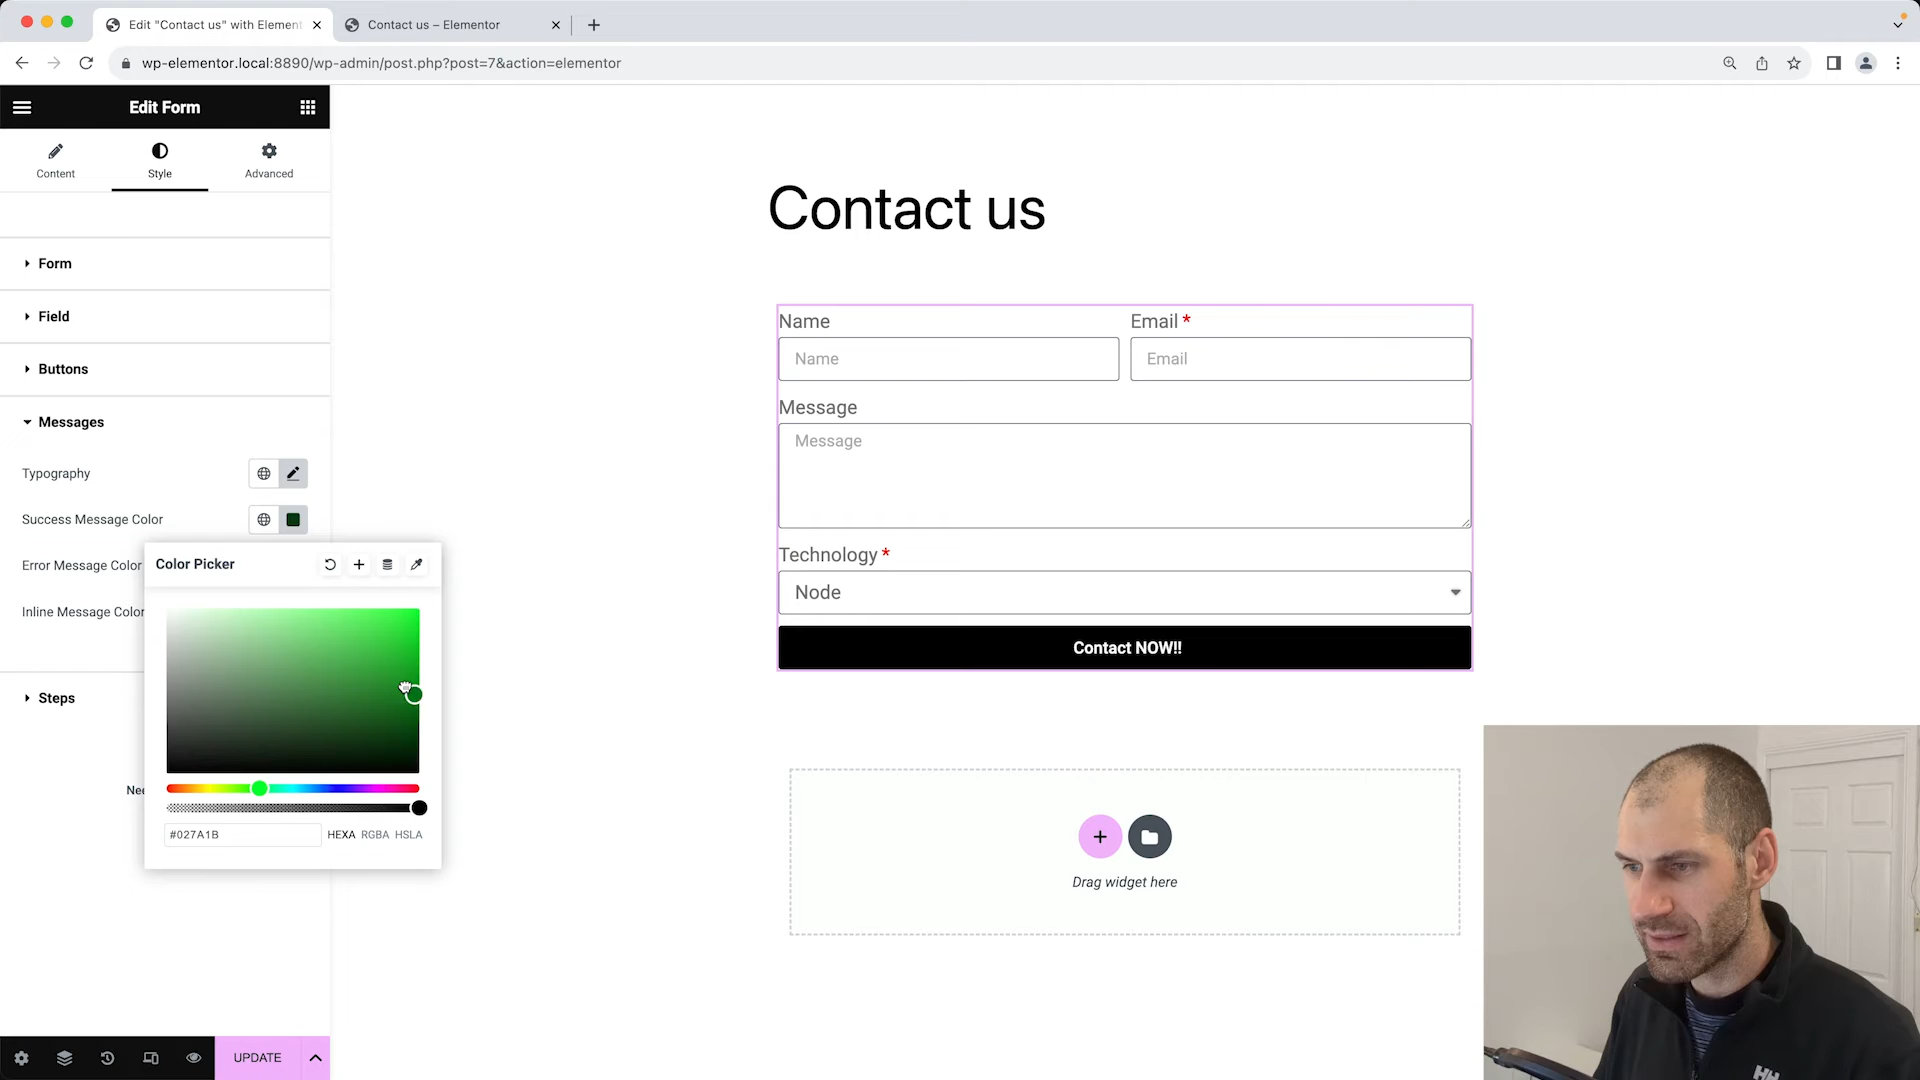 Edit "Contact us" with Element
Contact us – Elementor
wp-elementor.local:8890/wp-admin/post.php?post=7&action=elementor
Edit Form
Content
Style
Advanced
Form
Field
Buttons
Messages
Typography
Success Message Color
Error Message Color
Inline Message Color
Steps
Color Picker
#027A1B
HEXA RGBA HSLA
UPDATE
Contact us
Name
Email *
Name
Email
Message
Message
Technology *
Node
Contact NOW!!
Drag widget here
HH